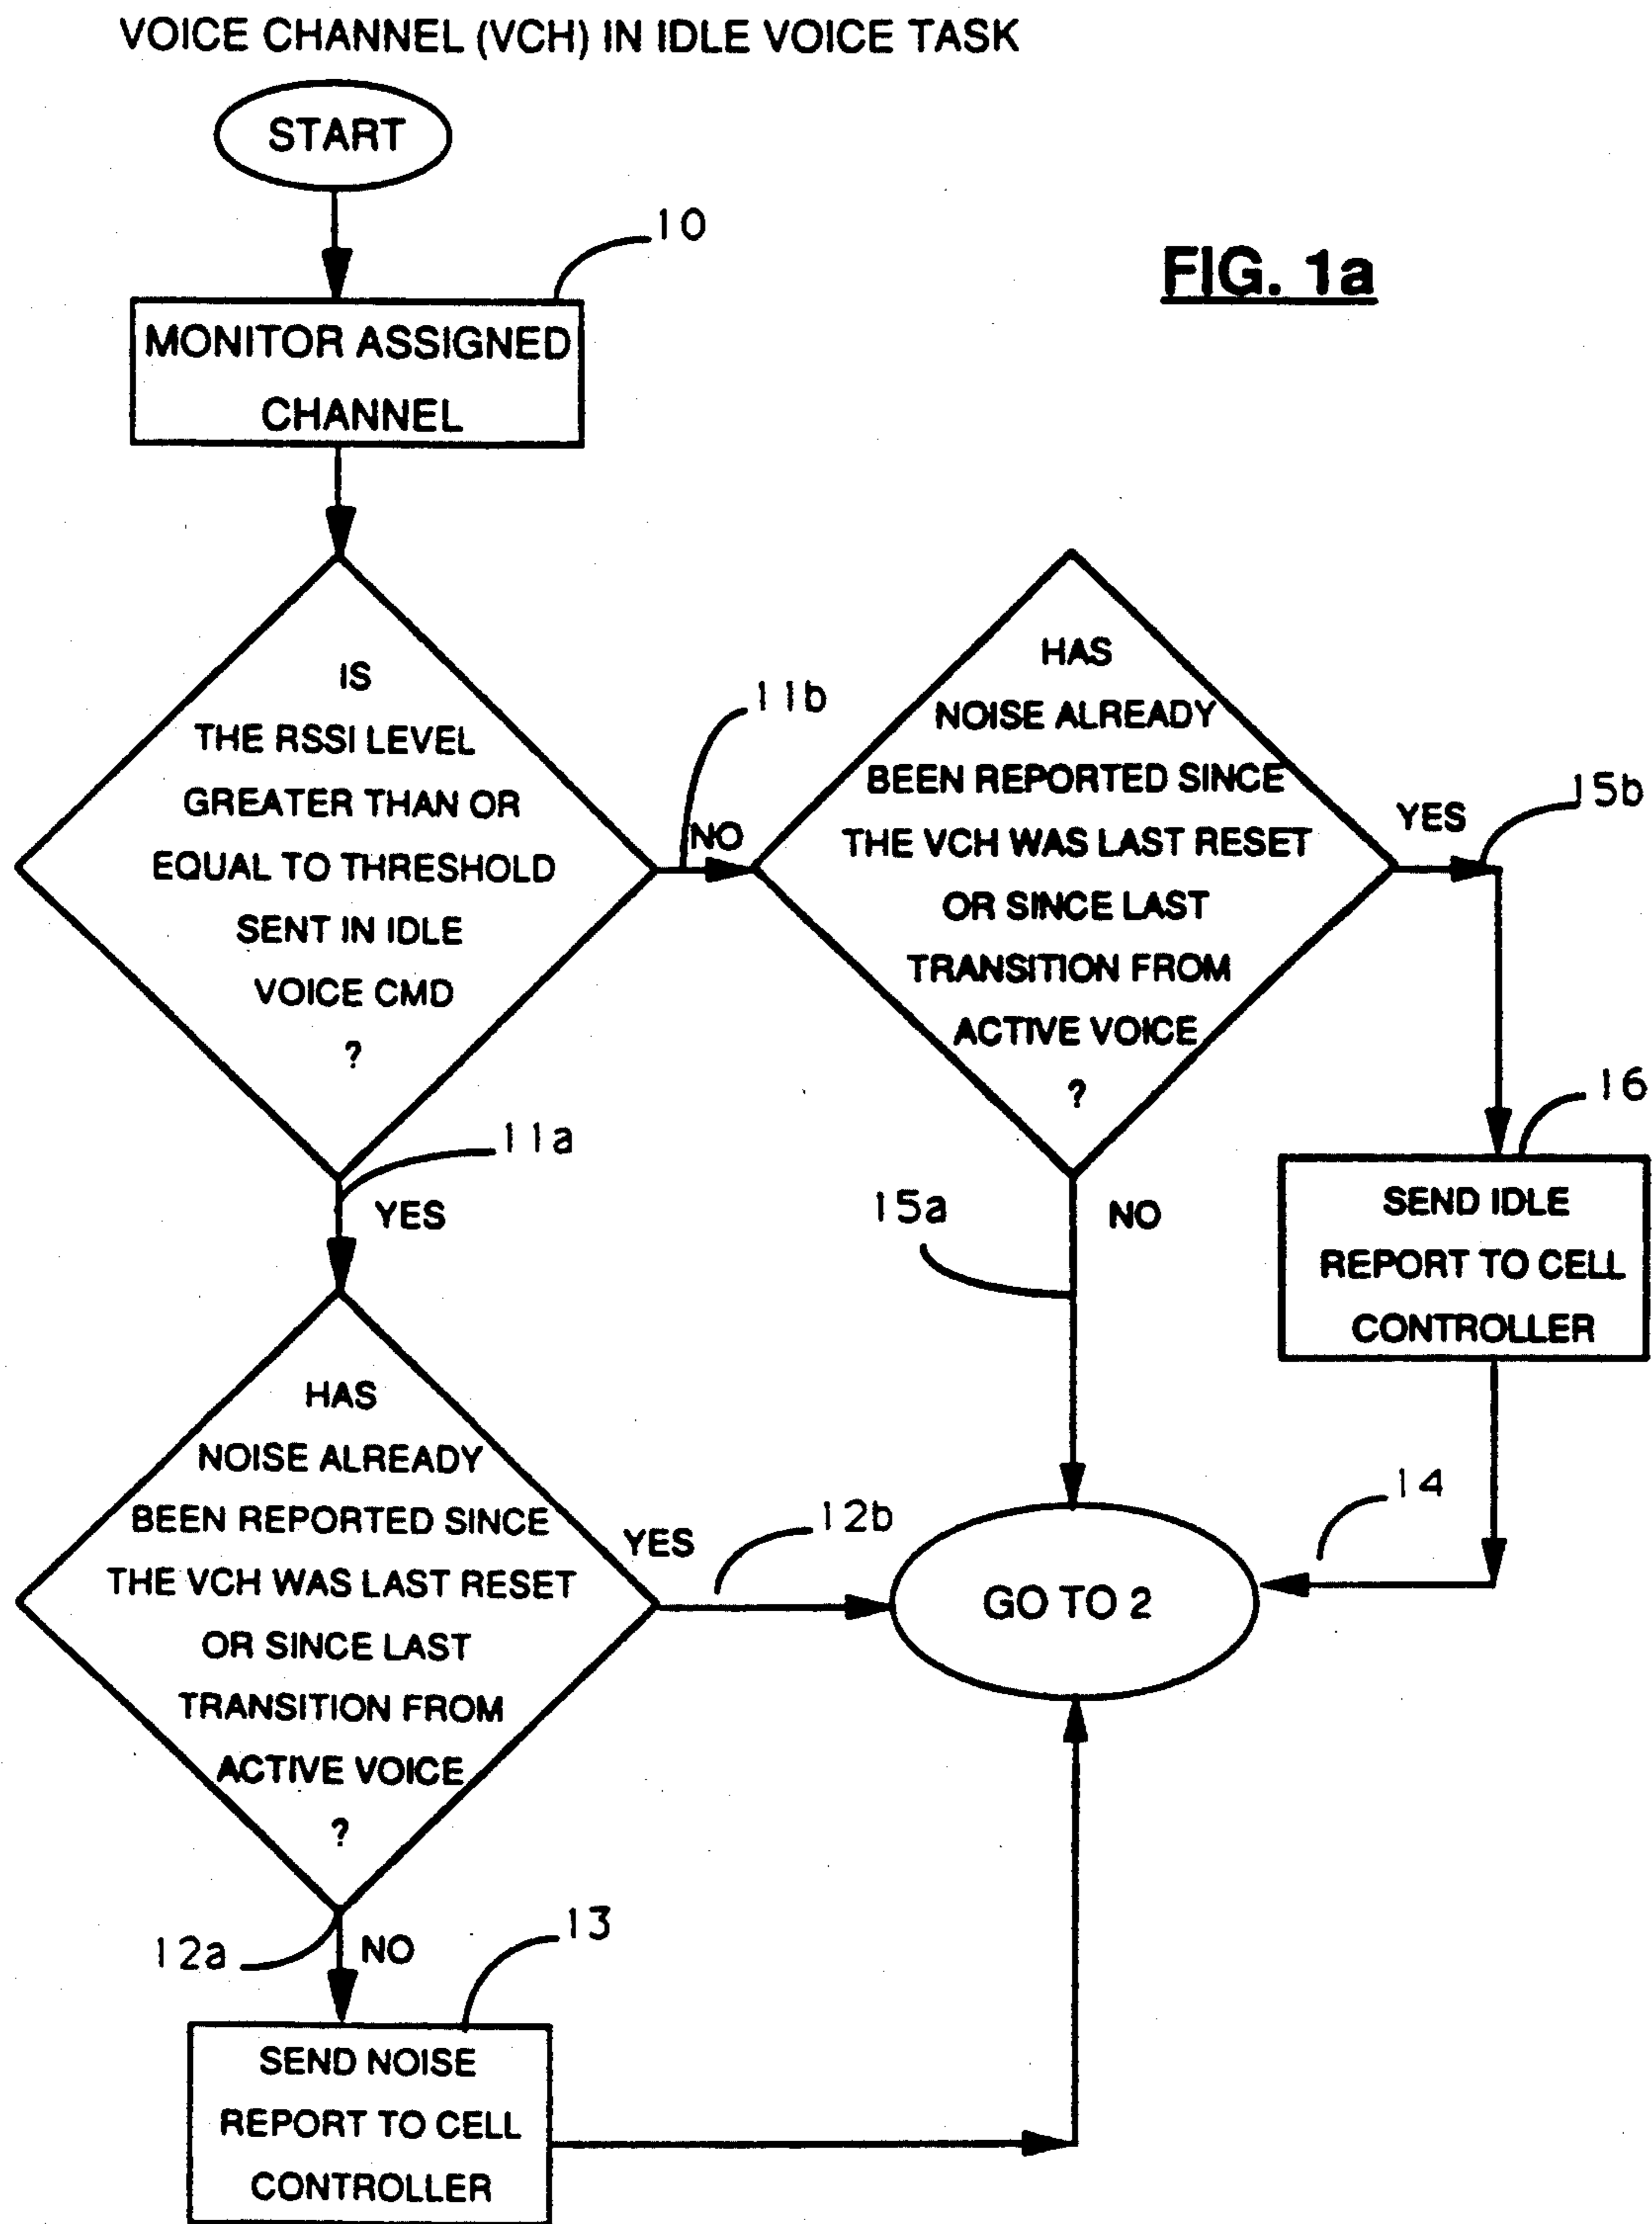 VOICE CHANNEL (VCH) IN IDLE VOICE TASK
START
10
FIG. 1a
MONITOR ASSIGNED
CHANNEL
IS
THE RSSI LEVEL
GREATER THAN OR
EQUAL TO THRESHOLD
SENT IN IDLE
VOICE CMD
?
11b
NO
HAS
NOISE ALREADY
BEEN REPORTED SINCE
THE VCH WAS LAST RESET
OR SINCE LAST
TRANSITION FROM
ACTIVE VOICE
?
YES
15b
16
SEND IDLE
REPORT TO CELL
CONTROLLER
11a
YES
15a
NO
HAS
NOISE ALREADY
BEEN REPORTED SINCE
THE VCH WAS LAST RESET
OR SINCE LAST
TRANSITION FROM
ACTIVE VOICE
?
YES
12b
14
GO TO 2
12a
NO
13
SEND NOISE
REPORT TO CELL
CONTROLLER